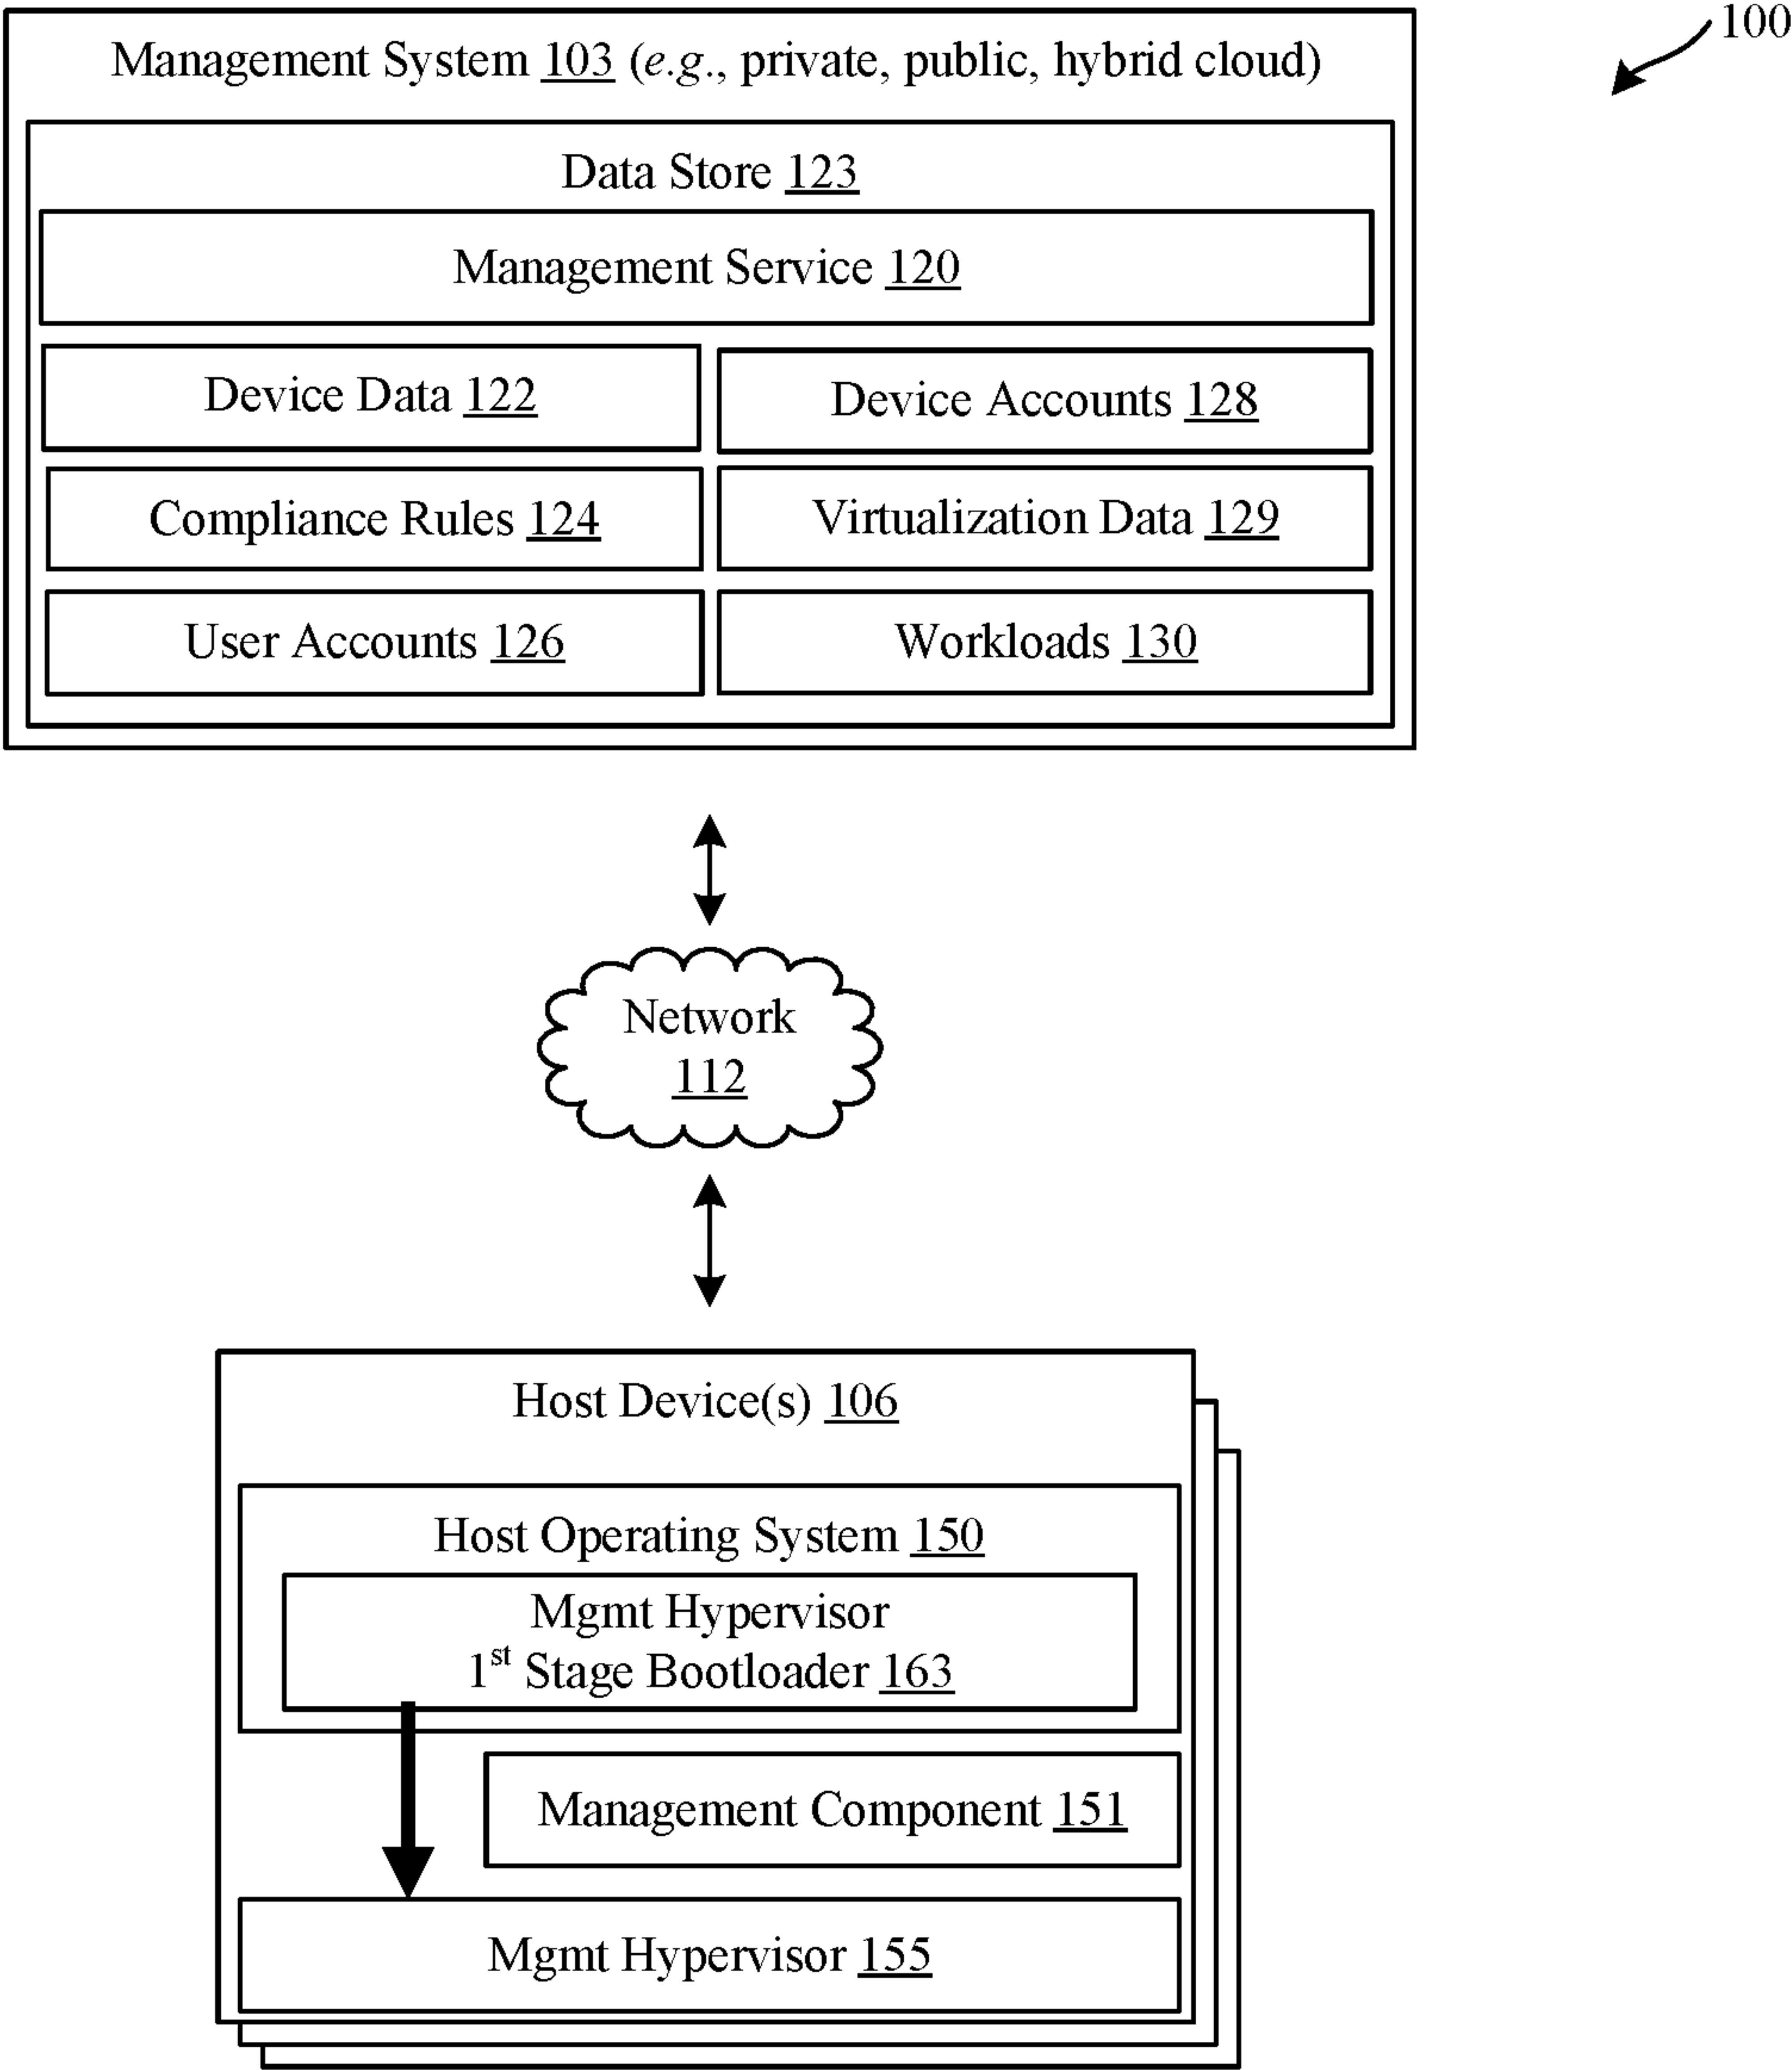 100
Management System 103 (e.g., private, public, hybrid cloud)
Data Store 123
Management Service 120
Device Data 122
Device Accounts 128
Compliance Rules 124
Virtualization Data 129
User Accounts 126
Workloads 130
Network
112
Host Device(s) 106
Host Operating System 150
Mgmt Hypervisor
1st Stage Bootloader 163
Management Component 151
Mgmt Hypervisor 155